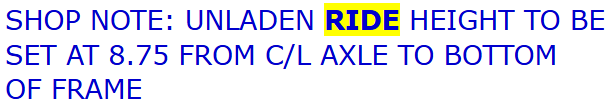 SHOP NOTE: UNLADEN RIDE HEIGHT TO BE
SET AT 8.75 FROM C/L AXLE TO BOTTOM
OF FRAME